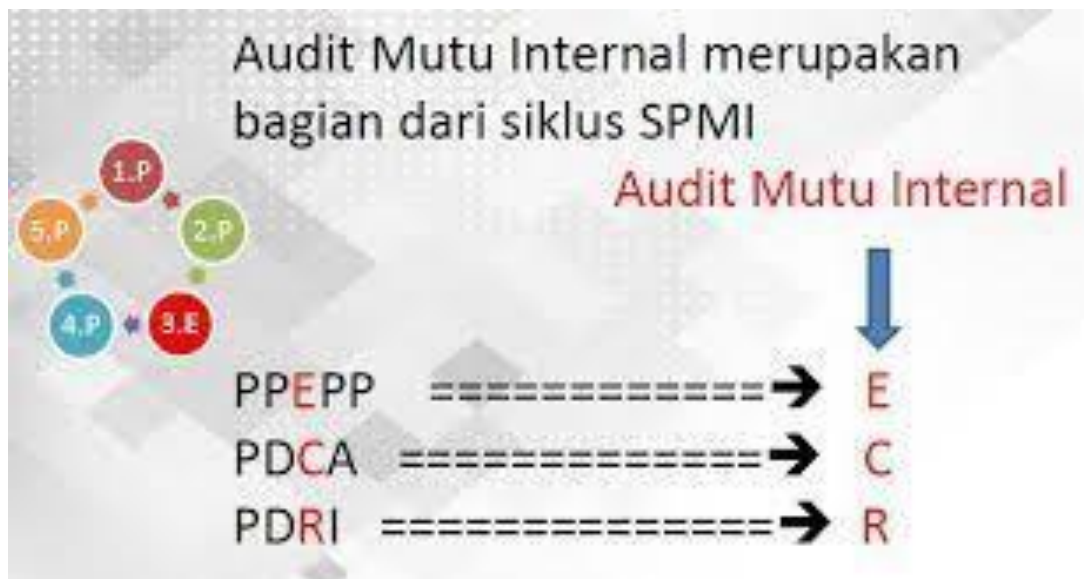 Audit Mutu Internal merupakan
bagian dari siklus SPMI
Audit Mutu Internal
1.P
5.P
2.P
4.P
3.E
PPEPP ============➔ E
PDCA =============➔ C
PDRI ==============➔ R